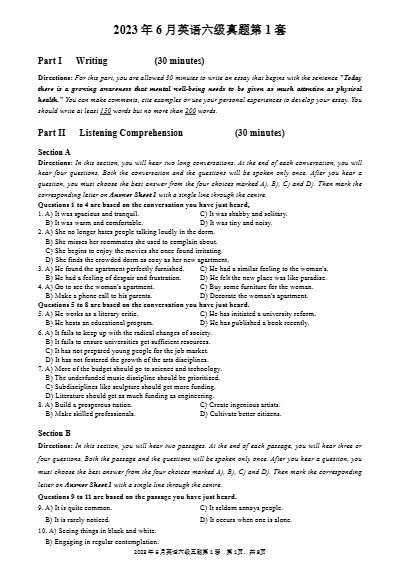 2023 年 6 月英语六级真题第 1 套
Part I Writing (30 minutes)
Directions: For this part, you are allowed 30 minutes to write an essay that begins with the sentence "Today
there is a growing awareness that mental well-being needs to be given as much attention as physical
health." You can make comments, cite examples or use your personal experiences to develop your essay. You
should write at least 150 words but no more than 200 words.
Part II Listening Comprehension (30 minutes)
Section A
Directions: In this section, you will hear two long conversations. At the end of each conversation, you will
hear four questions. Both the conversation and the questions will be spoken only once. After you hear a
question, you must choose the best answer from the four choices marked A), B), C) and D). Then mark the
corresponding letter on Answer Sheet1 with a single line through the centre.
Questions 1 to 4 are based on the conversation you have just heard,
1. A) It was spacious and tranquil. C) It was shabby and solitary.
B) It was warm and comfortable. D) It was tiny and noisy.
2. A) She no longer hates people talking loudly in the dorm.
B) She misses her roommates she used to complain about.
C) She begins to enjoy the movies she once found irritating.
D) She finds the crowded dorm as cozy as her new apartment.
3. A) He found the apartment perfectly furnished. C) He had a similar feeling to the woman's.
B) He had a feeling of despair and frustration. D) He felt the new place was like paradise.
4. A) Go to see the woman's apartment. C) Buy some furniture for the woman.
B) Make a phone call to his parents. D) Decorate the woman's apartment.
Questions 5 to 8 are based on the conversation you have just heard.
5. A) He works as a literary critic. C) He has initiated a university reform.
B) He hosts an educational program. D) He has published a book recently.
6. A) It fails to keep up with the radical changes of society.
B) It fails to ensure universities get sufficient resources.
C) It has not prepared young people for the job market.
D) It has not fostered the growth of the arts disciplines.
7. A) More of the budget should go to science and technology.
B) The underfunded music discipline should be prioritized.
C) Subdisciplines like sculpture should get more funding.
D) Literature should get as much funding as engineering.
8. A) Build a prosperous nation. C) Create ingenious artists.
B) Make skilled professionals. D) Cultivate better citizens.
Section B
Directions: In this section, you will hear two passages. At the end of each passage, you will hear three or
four questions. Both the passage and the questions will be spoken only once. After you hear a question, you
must choose the best answer from the four choices marked A), B), C) and D). Then mark the corresponding
letter on Answer Sheet1 with a single line through the centre.
Questions 9 to 11 are based on the passage you have just heard.
9. A) It is quite common. C) It seldom annoys people.
B) It is rarely noticed. D) It occurs when one is alone.
10. A) Seeing things in black and white.
B) Engaging in regular contemplation.
2023 年 6 月英语六级真题第 1 套 第 1页，共 8页